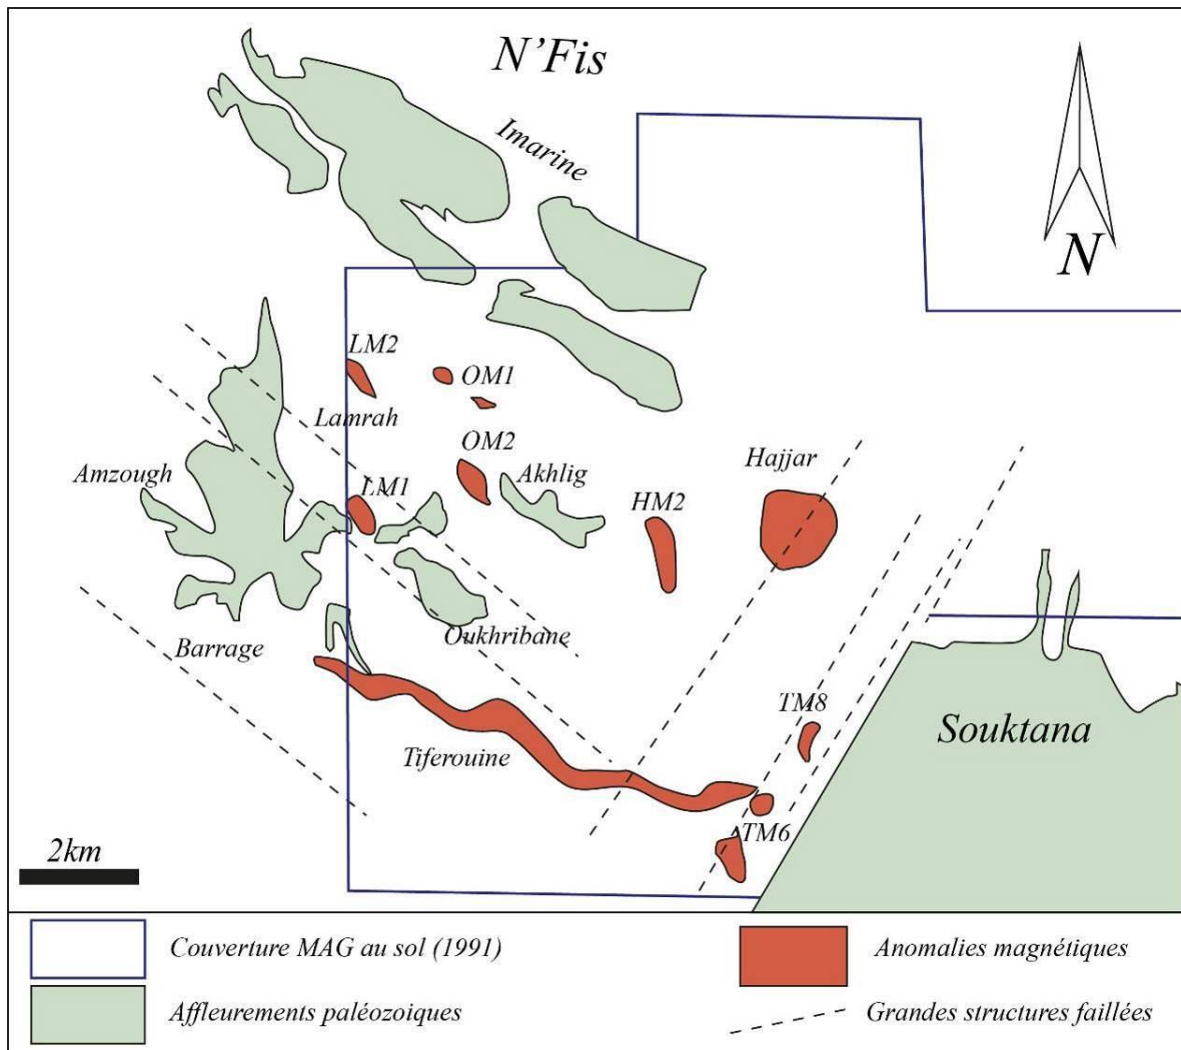 N'Fis
Imarine
N
LM2
OM1
Lamrah
OM2
Hajjar
Amzough
LM1
Akhlig
HM2
Barrage
Oukhribane
TM8
Souktana
Tiferouine
TM6
2km
Couverture MAG au sol (1991)
Anomalies magnétiques
Affleurements paléozoiques
Grandes structures faillées